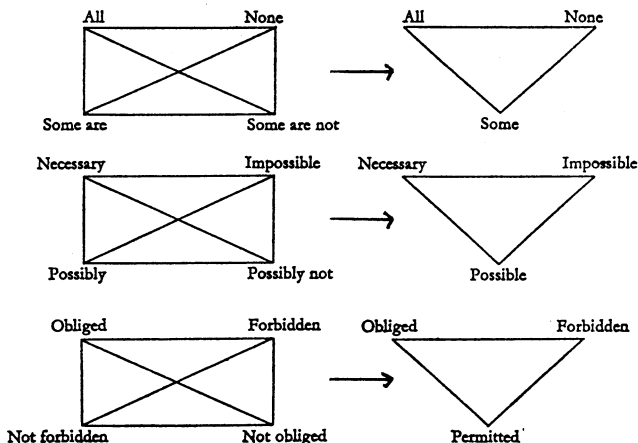 All None All None
Some are Some are not Some
Necessary Impossible Necessary Impossible
Possibly Possibly not Possible
Obliged Forbidden Obliged Forbidden
Not forbidden Not obliged Permitted